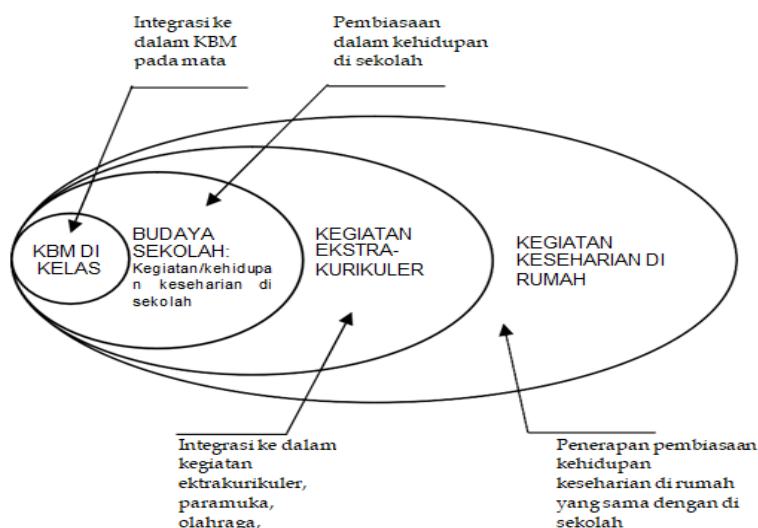 Integrasi ke
dalam KBM
pada mata
Pembiasaan
dalam kehidupan
di sekolah
KBM DI
KELAS
BUDAYA
SEKOLAH:
Kegiatan/kehidupa
n keseharian di
sekolah
KEGIATAN
EKSTRA-
KURIKULER
KEGIATAN
KESEHARIAN DI
RUMAH
Integrasi ke dalam
kegiatan
ektrakurikuler,
paramuka,
olahraga,
Penerapan pembiasaan
kehidupan
keseharian di rumah
yang sama dengan di
sekolah